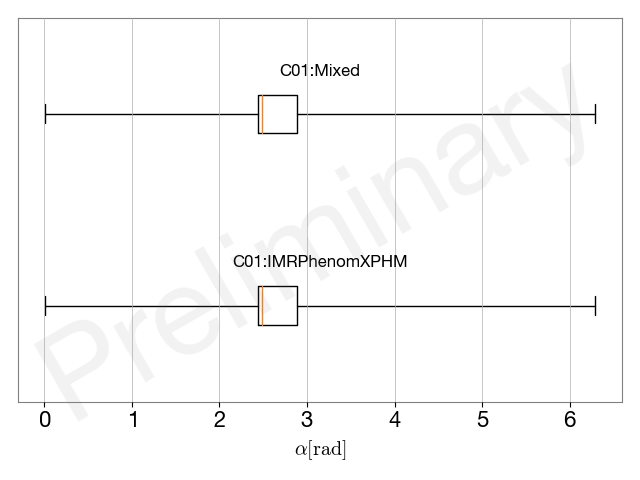 C01:Mixed
C01:IMRPhenomXPHM
Preliminary
0 1 2 3 4 5 6
α[rad]